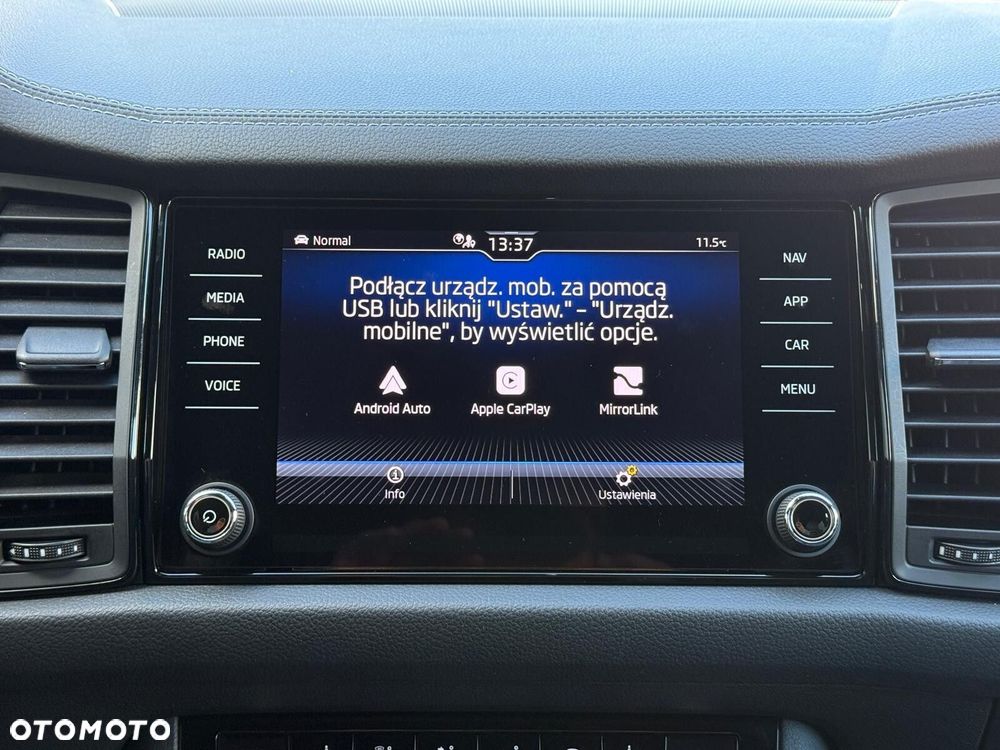 Normal
13:37
11.5°C
Podłącz urządz. mob. za pomocą
USB lub kliknij "Ustaw." - "Urządz.
mobilne", by wyświetlić opcje.
Android Auto
Apple CarPlay
MirrorLink
Info
Ustawienia
RADIO
MEDIA
PHONE
VOICE
NAV
APP
CAR
MENU
OTOMOTO